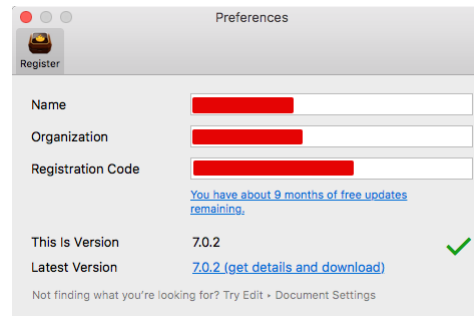 Preferences
Register
Name
Organization
Registration Code
You have about 9 months of free updates
remaining.
This Is Version 7.0.2
Latest Version 7.0.2 (get details and download)
Not finding what you're looking for? Try Edit ▸ Document Settings